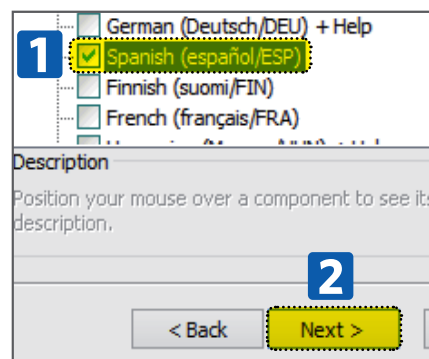 German (Deutsch/DEU) + Help
1
Spanish (español/ESP)
Finnish (suomi/FIN)
French (français/FRA)
Description
Position your mouse over a component to see its
description.
2
< Back
Next >